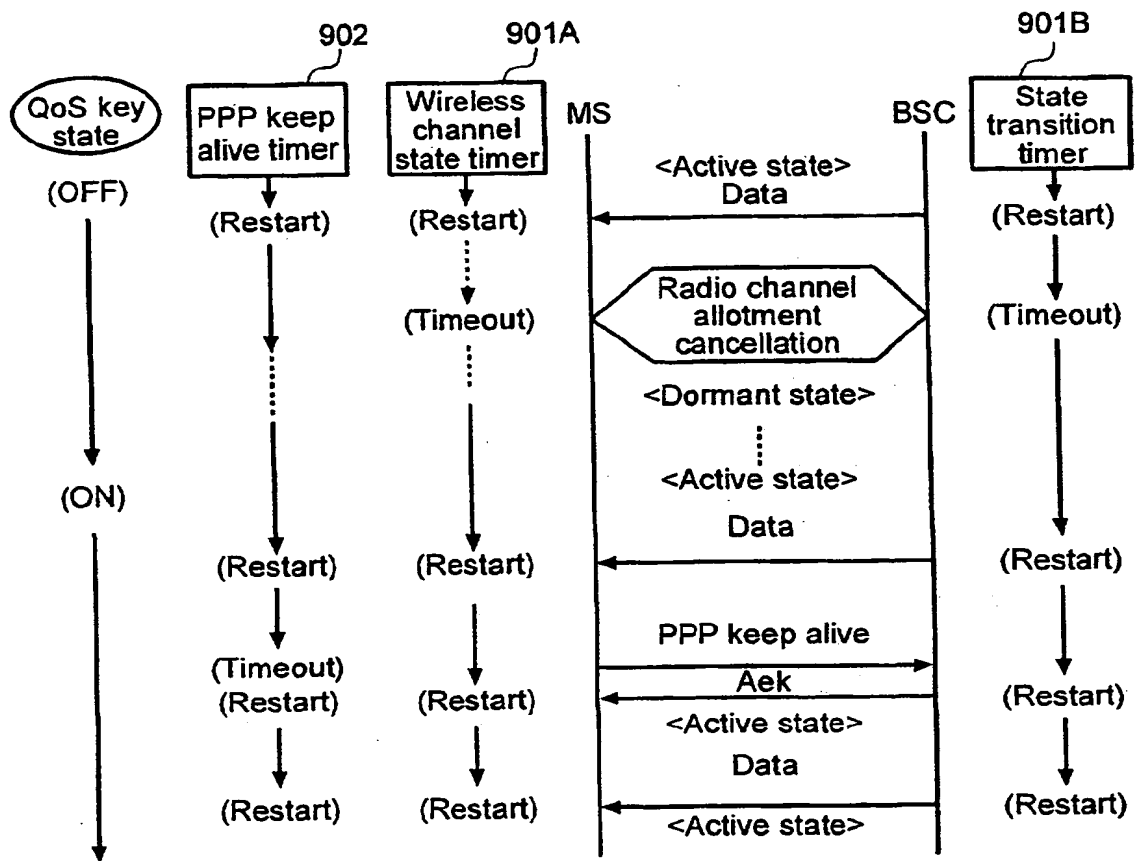 902
901A
901B
QoS key
state
PPP keep
alive timer
Wireless
channel
state timer
MS
BSC
State
transition
timer
(OFF)
<Active state>
Data
(Restart)
(Restart)
(Restart)
Radio channel
allotment
cancellation
(Timeout)
(Timeout)
<Dormant state>
<Active state>
(ON)
Data
(Restart)
(Restart)
(Restart)
PPP keep alive
(Timeout)
Aek
(Restart)
(Restart)
(Restart)
<Active state>
Data
(Restart)
(Restart)
(Restart)
<Active state>